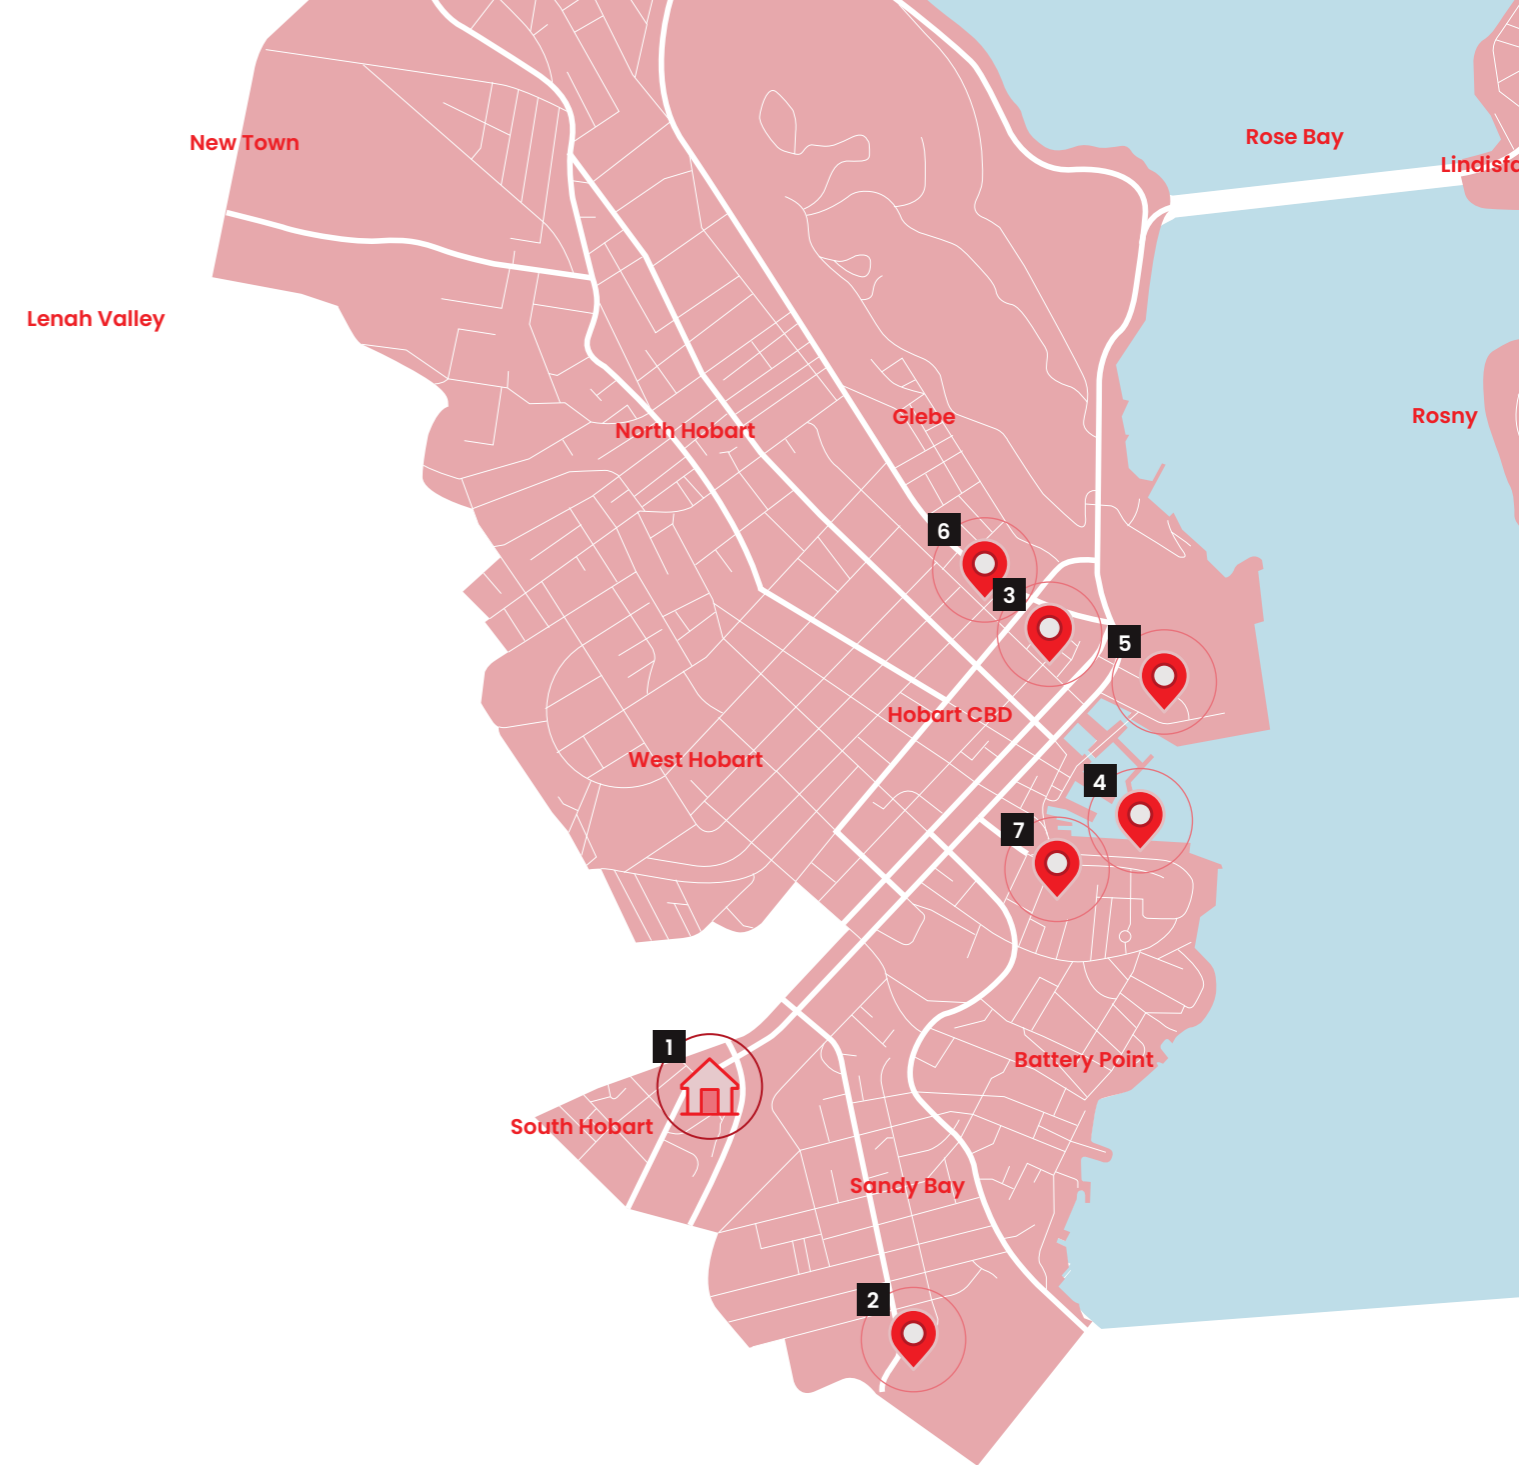 New Town
Rose Bay
Lindisfa
Lenah Valley
Rosny
Glebe
North Hobart
6
3
5
Hobart CBD
West Hobart
4
7
1
Battery Point
South Hobart
Sandy Bay
2